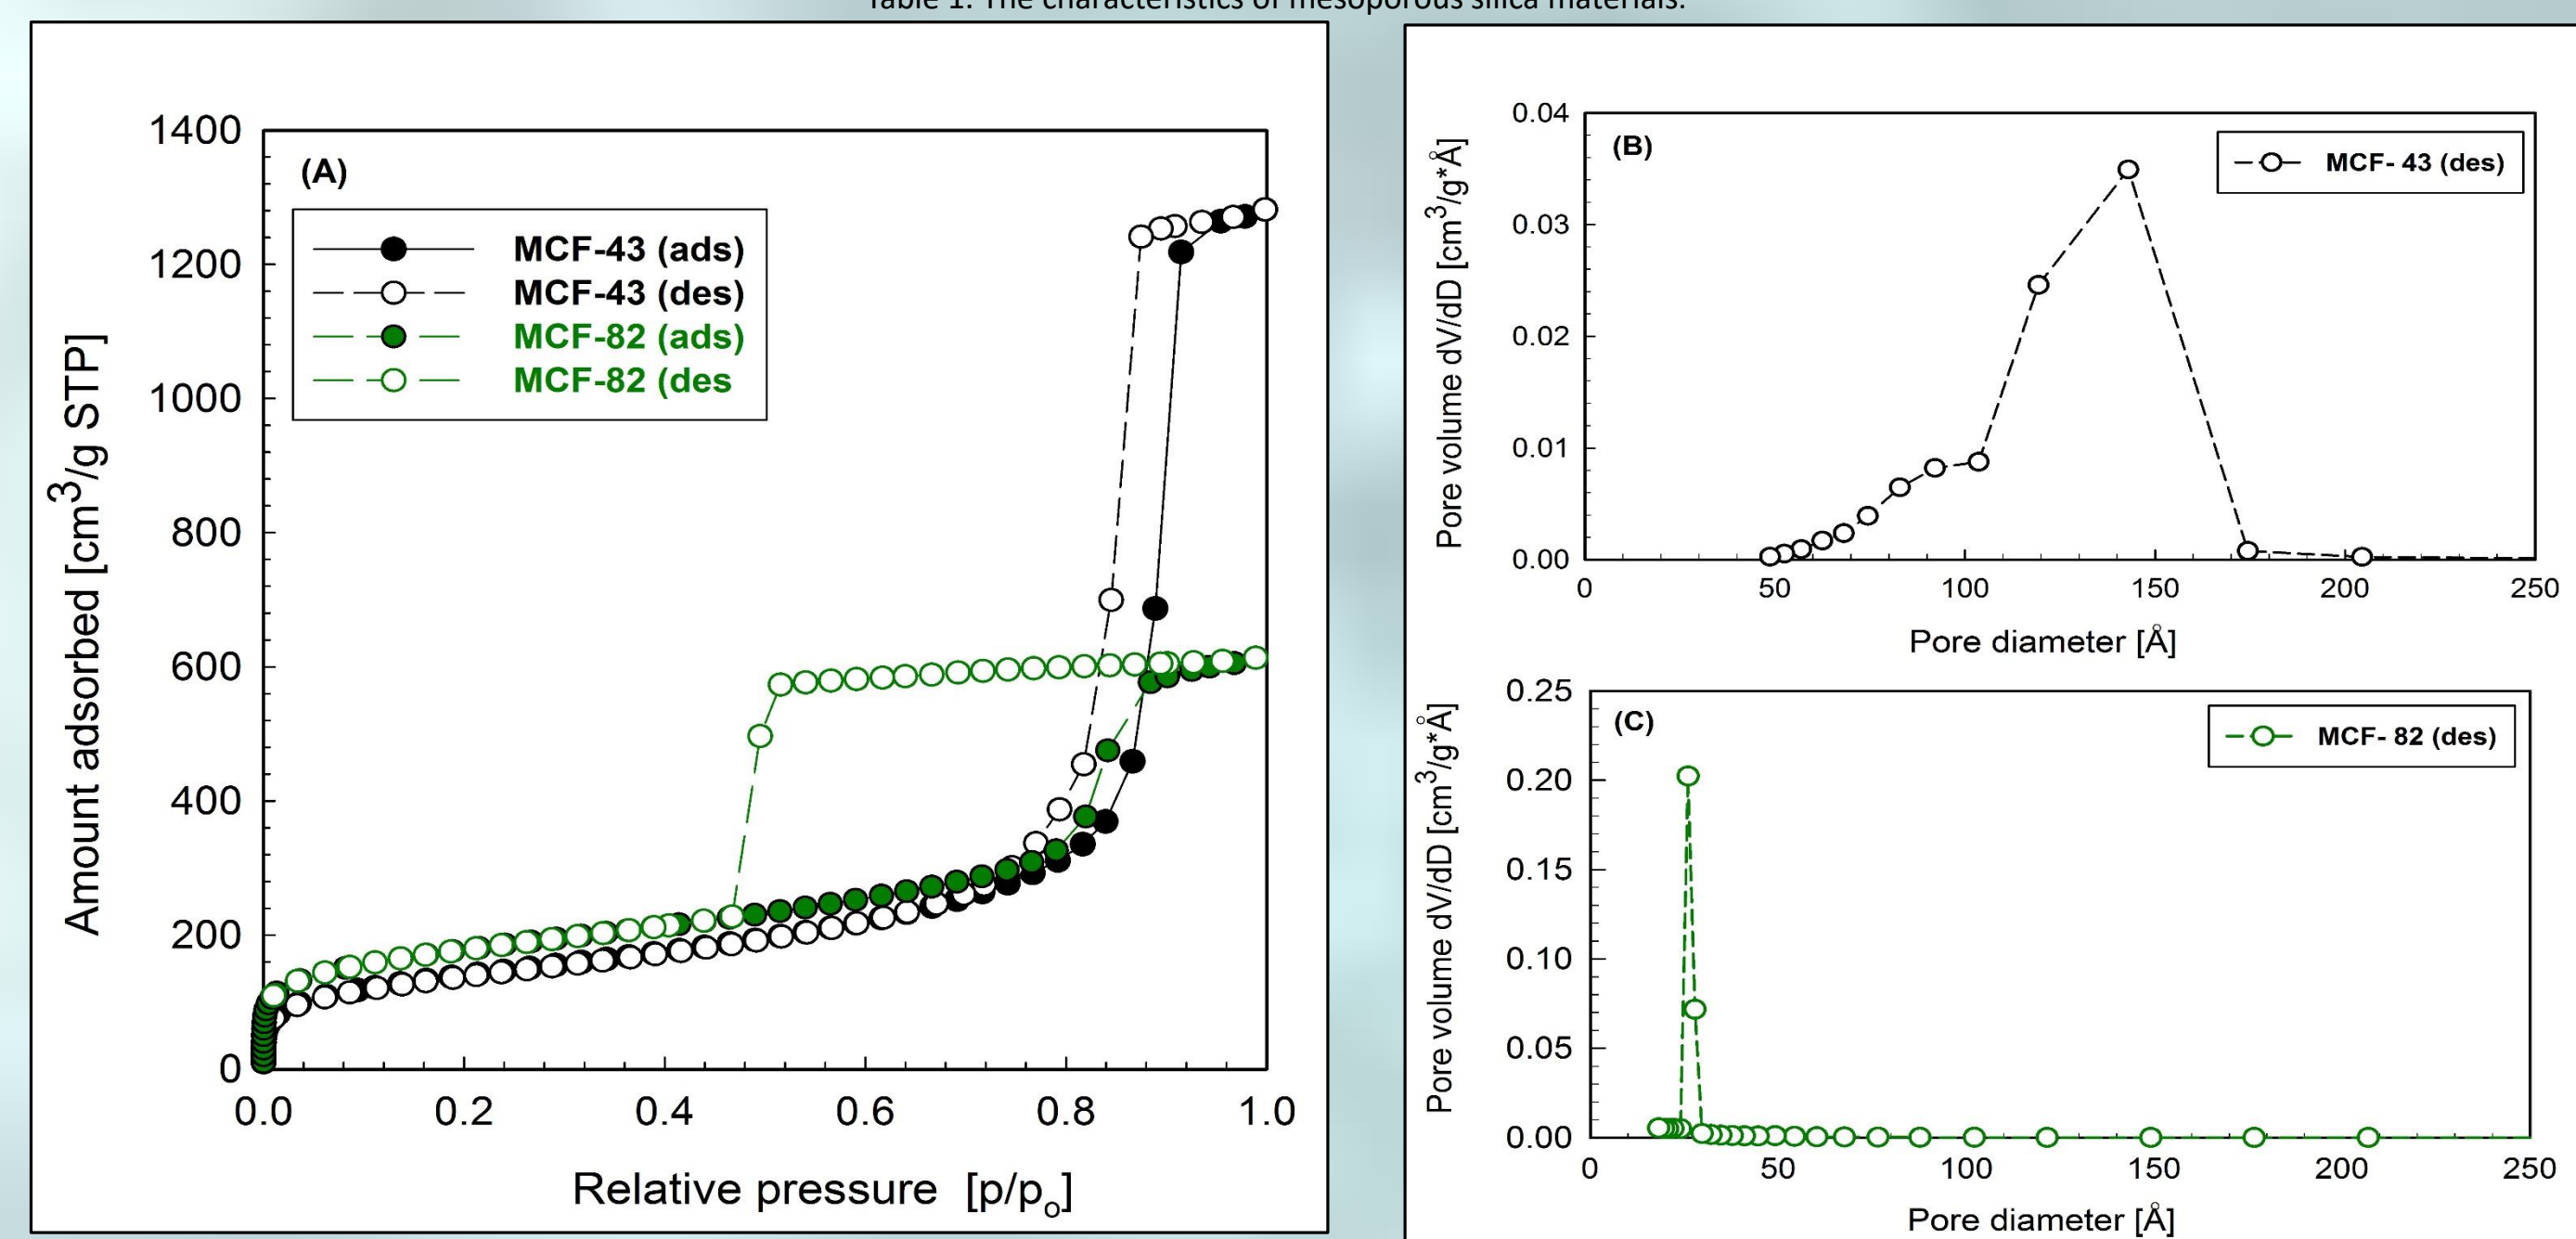 Table 1. The characteristics of mesoporous silica materials.
(A)
MCF-43 (ads)
MCF-43 (des)
MCF-82 (ads)
MCF-82 (des
Amount adsorbed [cm³/g STP]
1400
1200
1000
800
600
400
200
0
0.0 0.2 0.4 0.6 0.8 1.0
Relative pressure [p/pₒ]
(B)
MCF- 43 (des)
Pore volume dV/dD [cm³/g*Å]
0.04
0.03
0.02
0.01
0.00
0 50 100 150 200 250
Pore diameter [Å]
(C)
MCF- 82 (des)
Pore volume dV/dD [cm³/g*Å]
0.25
0.20
0.15
0.10
0.05
0.00
0 50 100 150 200 250
Pore diameter [Å]